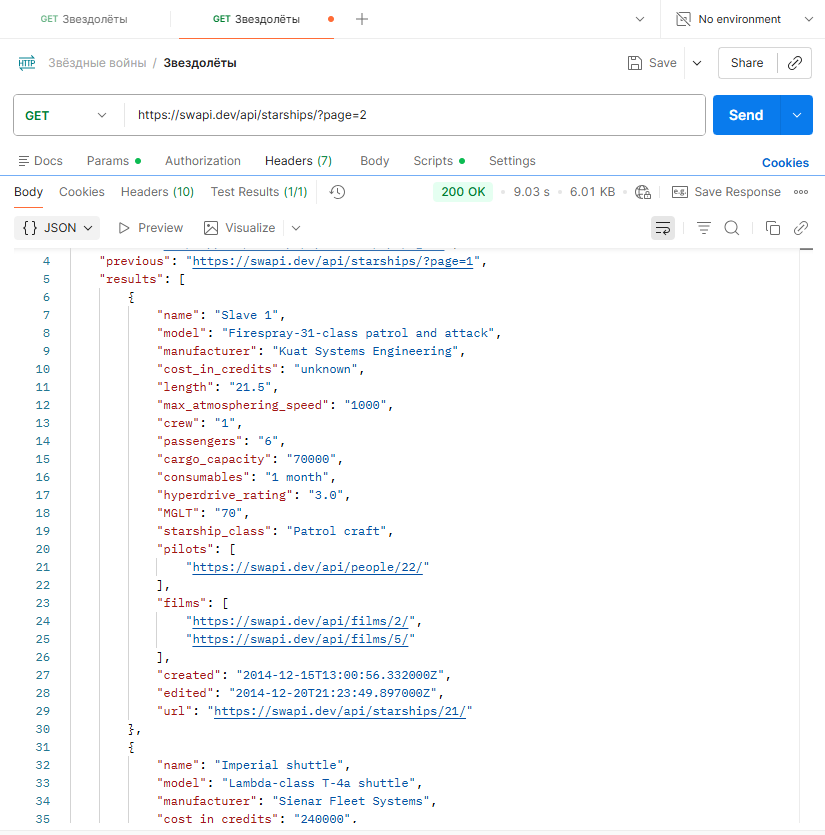 GET Звездолёты GET Звездолёты No environment
HTTP Звёздные войны / Звездолёты Save Share
GET https://swapi.dev/api/starships/?page=2 Send
Docs Params Authorization Headers (7) Body Scripts Settings
Cookies
Body Cookies Headers (10) Test Results (1/1) 200 OK 9.03 s 6.01 KB e.g. Save Response
{} JSON Preview Visualize
4 "previous": "https://swapi.dev/api/starships/?page=1",
5 "results": [
6 {
7 "name": "Slave 1",
8 "model": "Firespray-31-class patrol and attack",
9 "manufacturer": "Kuat Systems Engineering",
10 "cost_in_credits": "unknown",
11 "length": "21.5",
12 "max_atmosphering_speed": "1000",
13 "crew": "1",
14 "passengers": "6",
15 "cargo_capacity": "70000",
16 "consumables": "1 month",
17 "hyperdrive_rating": "3.0",
18 "MGLT": "70",
19 "starship_class": "Patrol craft",
20 "pilots": [
21 "https://swapi.dev/api/people/22/"
22 ],
23 "films": [
24 "https://swapi.dev/api/films/2/",
25 "https://swapi.dev/api/films/5/"
26 ],
27 "created": "2014-12-15T13:00:56.332000Z",
28 "edited": "2014-12-20T21:23:49.897000Z",
29 "url": "https://swapi.dev/api/starships/21/"
30 },
31 {
32 "name": "Imperial shuttle",
33 "model": "Lambda-class T-4a shuttle",
34 "manufacturer": "Sienar Fleet Systems",
35 "cost_in_credits": "240000",